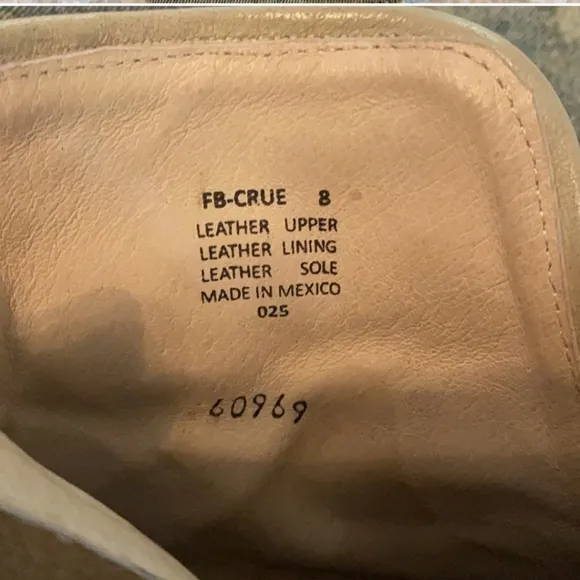 FB-CRUE 8
LEATHER UPPER
LEATHER LINING
LEATHER SOLE
MADE IN MEXICO
025
60969